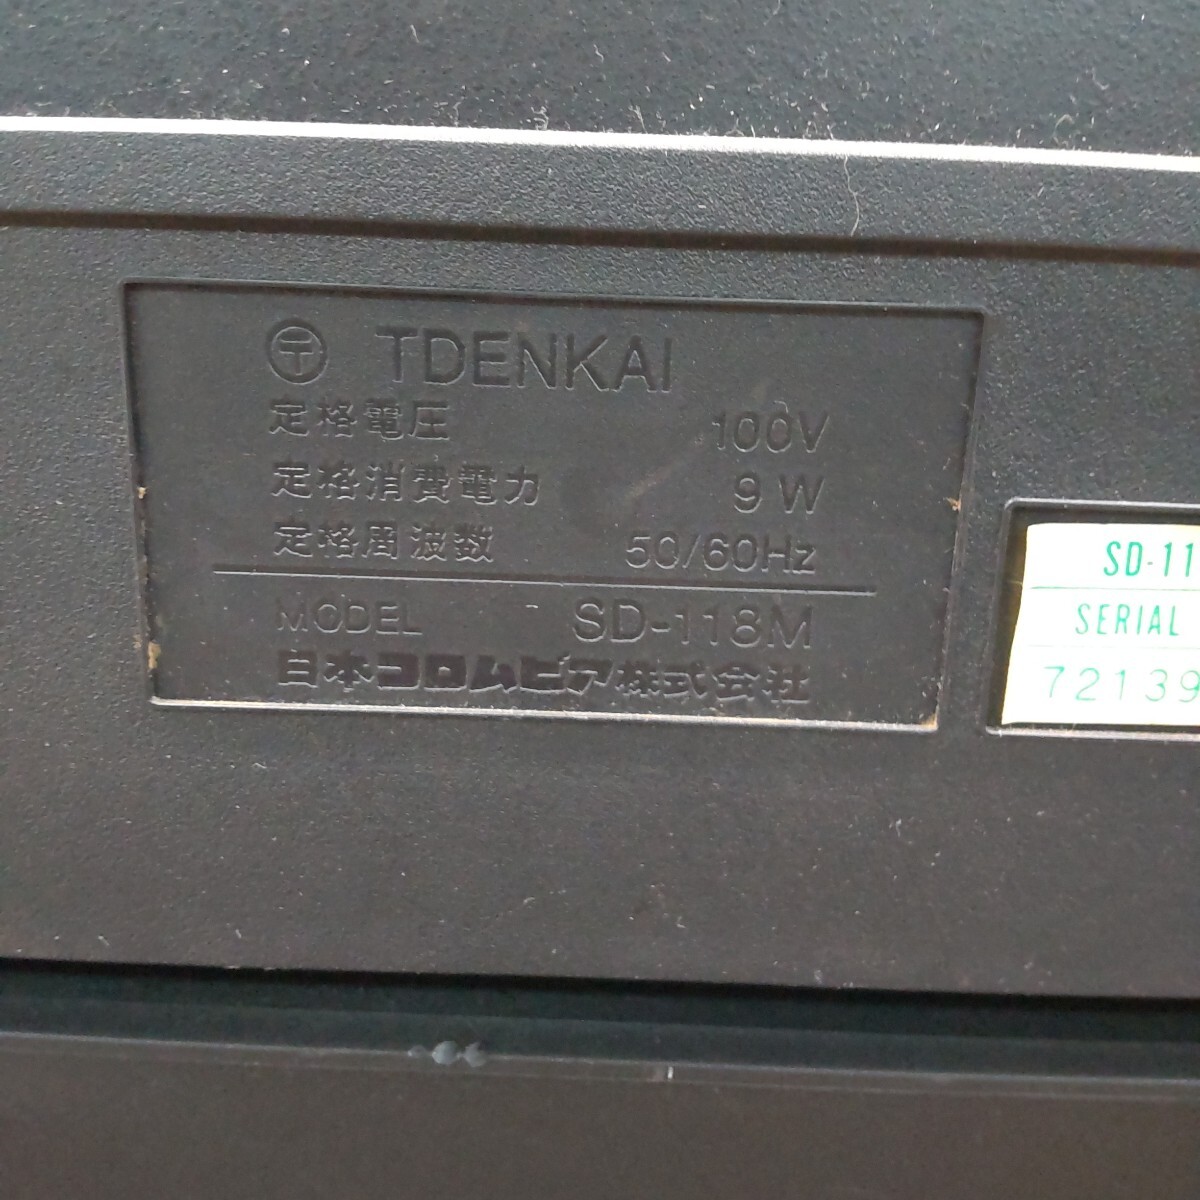 〒 TDENKAI
定格電圧 100V
定格消費電力 9W
定格周波数 50/60Hz
MODEL SD-118M
日本コロムビア株式会社
SD-11
SERIAL
72139